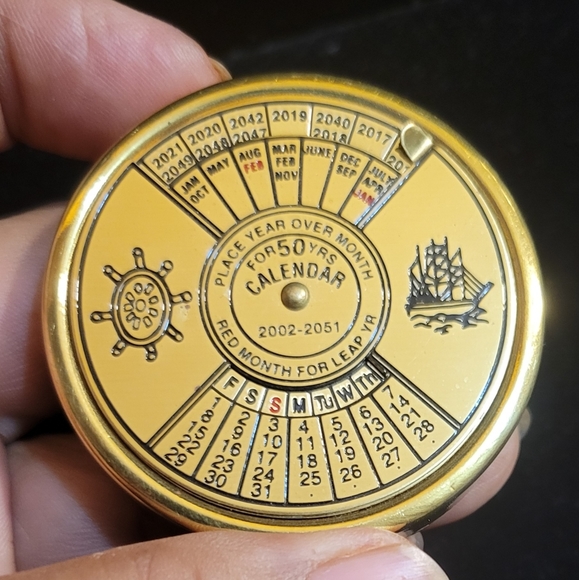 2021 2020 2042 2019 2040 2017
2049 2048 2047 2018
JAN MAY AUG MAR JUNE DEC JULY
OCT FEB FEB SEP APR
NOV JAN
PLACE YEAR OVER MONTH
FOR 50 YRS
CALENDAR
2002-2051
RED MONTH FOR LEAP YR
F S S M Tu W Th
1 2 3 4 5 6 7
8 9 10 11 12 13 14
15 16 17 18 19 20 21
22 23 24 25 26 27 28
29 30 31